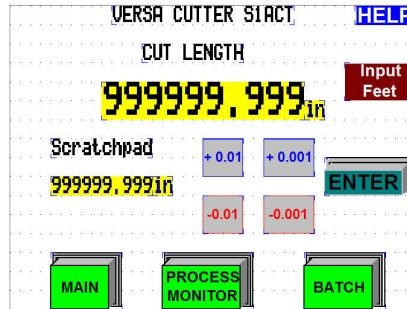 VERSA CUTTER S1ACT
HELP
CUT LENGTH
Input
Feet
999999.999in
Scratchpad
+ 0.01
+ 0.001
999999.999in
ENTER
-0.01
-0.001
MAIN
PROCESS
MONITOR
BATCH